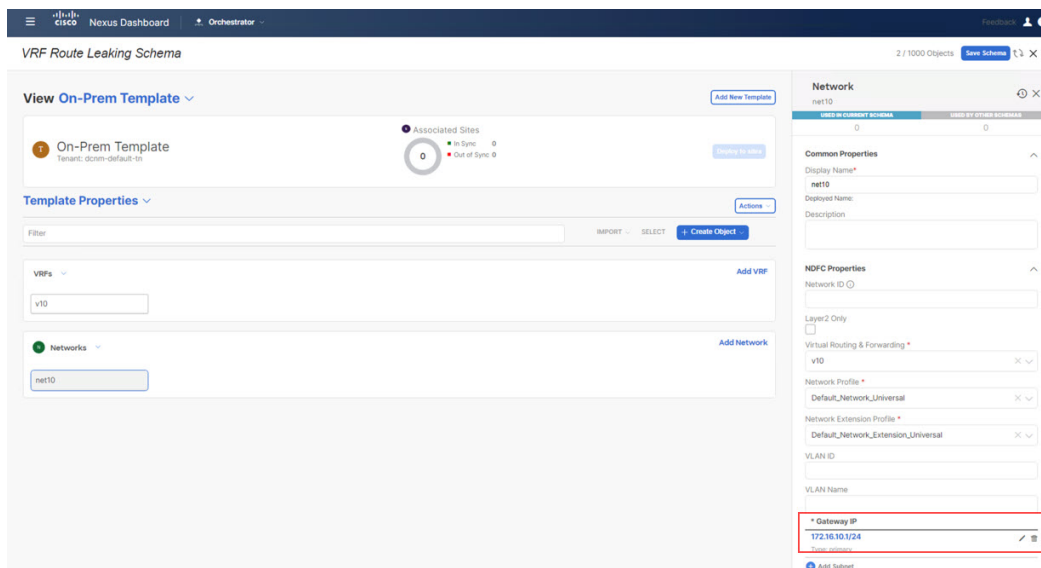 cisco Nexus Dashboard Orchestrator Feedback
VRF Route Leaking Schema 2 / 1000 Objects Save Schema
View On-Prem Template Add New Template
T On-Prem Template
Tenant: dcnm-default-tn
Associated Sites
0
In Sync 0
Out of Sync 0
Deploy to sites
Template Properties Actions
Filter IMPORT SELECT + Create Object
VRFs Add VRF
v10
N Networks Add Network
net10
Network
net10
USED IN CURRENT SCHEMA USED BY OTHER SCHEMAS
0 0
Common Properties
Display Name*
net10
Deployed Name:
Description
NDFC Properties
Network ID
Layer2 Only
Virtual Routing & Forwarding *
v10
Network Profile *
Default_Network_Universal
Network Extension Profile *
Default_Network_Extension_Universal
VLAN ID
VLAN Name
* Gateway IP
172.16.10.1/24
Type: primary
Add Subnet